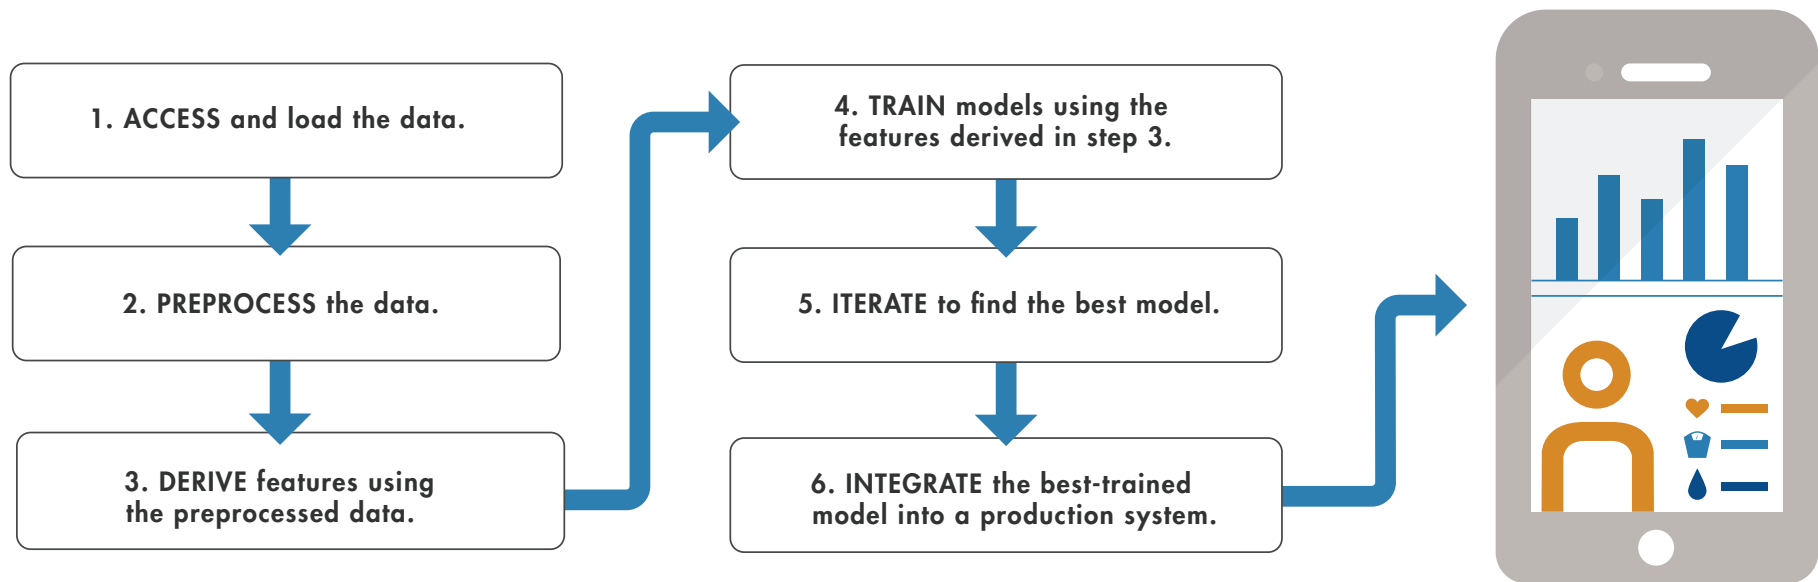 1. ACCESS and load the data.
2. PREPROCESS the data.
3. DERIVE features using
the preprocessed data.
4. TRAIN models using the
features derived in step 3.
5. ITERATE to find the best model.
6. INTEGRATE the best-trained
model into a production system.